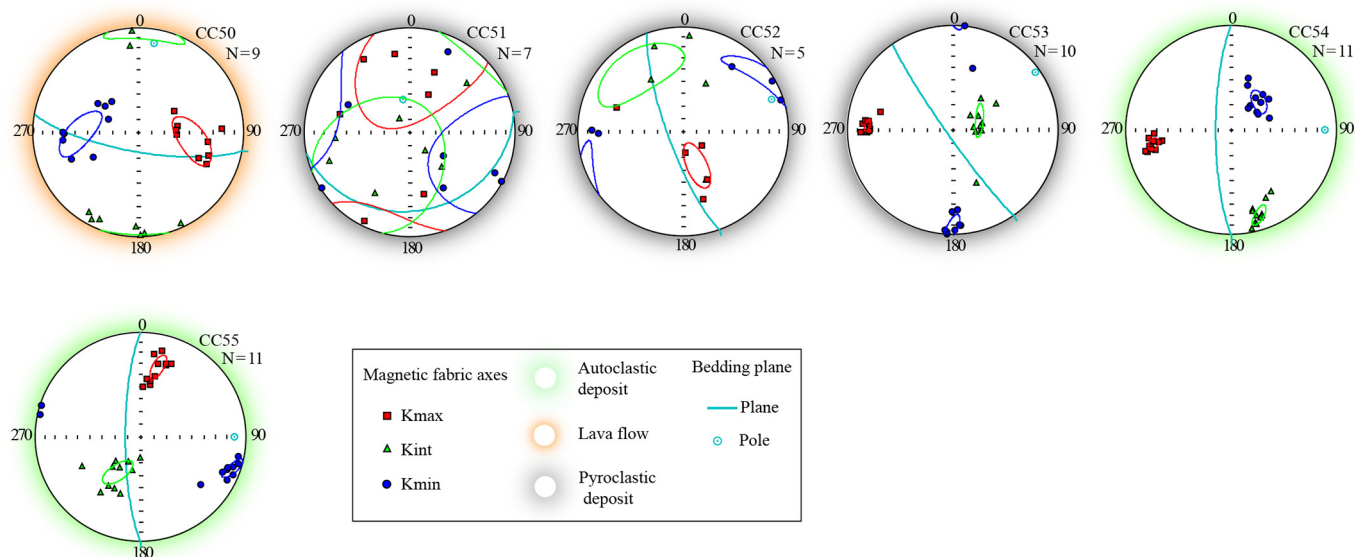 0
CC50
N=9
270
90
180
0
CC51
N=7
270
90
180
0
CC52
N=5
270
90
180
0
CC53
N=10
270
90
180
0
CC54
N=11
270
90
180
0
CC55
N=11
270
90
180
Magnetic fabric axes
Kmax
Kint
Kmin
Autoclastic
deposit
Lava flow
Pyroclastic
deposit
Bedding plane
Plane
Pole